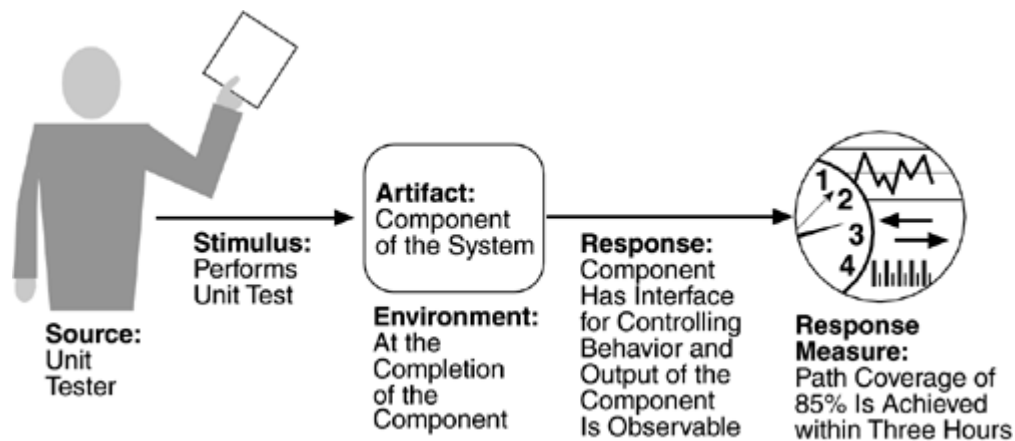 Source:
Unit
Tester
Stimulus:
Performs
Unit Test
Artifact:
Component
of the System
Environment:
At the
Completion
of the
Component
Response:
Component
Has Interface
for Controlling
Behavior and
Output of the
Component
Is Observable
1
2
3
4
Response
Measure:
Path Coverage of
85% Is Achieved
within Three Hours